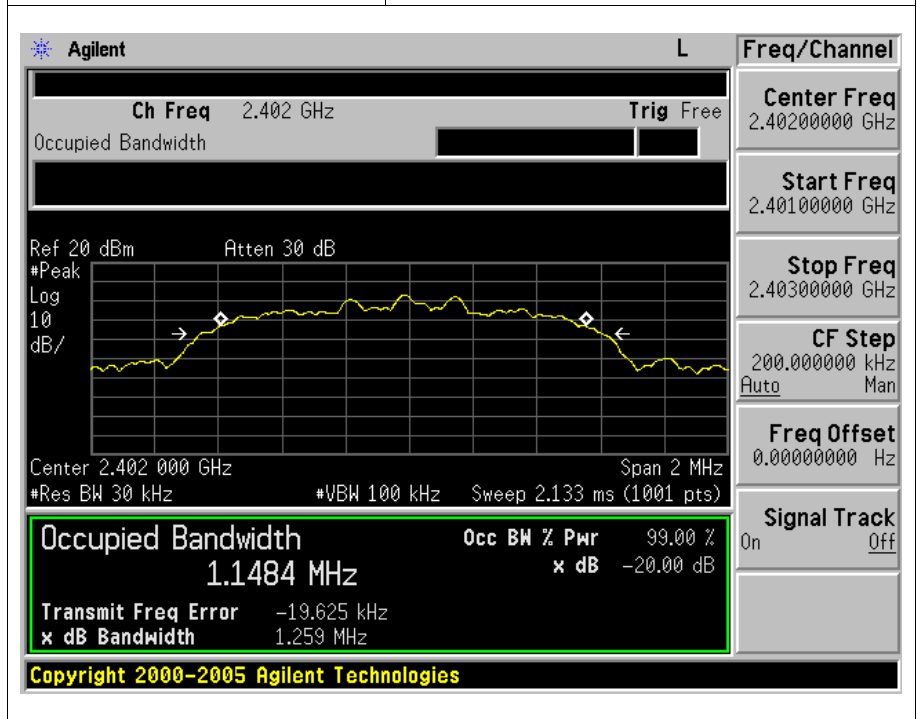 Agilent L Freq/Channel
Ch Freq 2.402 GHz Trig Free
Occupied Bandwidth
Center Freq
2.40200000 GHz
Start Freq
2.40100000 GHz
Stop Freq
2.40300000 GHz
CF Step
200.000000 kHz
Auto Man
Freq Offset
0.00000000 Hz
Signal Track
On Off
Ref 20 dBm Atten 30 dB
#Peak
Log
10
dB/
Center 2.402 000 GHz Span 2 MHz
#Res BW 30 kHz #VBW 100 kHz Sweep 2.133 ms (1001 pts)
Occupied Bandwidth Occ BW % Pwr 99.00 %
1.1484 MHz x dB -20.00 dB
Transmit Freq Error -19.625 kHz
x dB Bandwidth 1.259 MHz
Copyright 2000-2005 Agilent Technologies